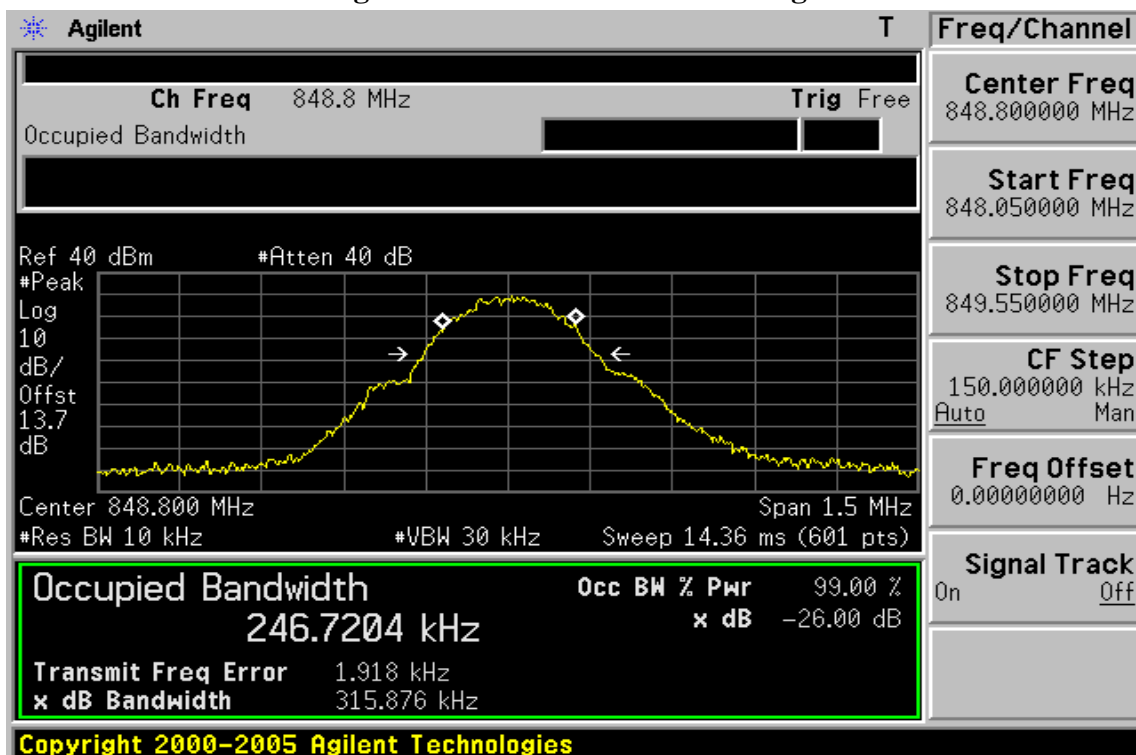 Agilent T Freq/Channel
Ch Freq 848.8 MHz Trig Free
Occupied Bandwidth
Center Freq
848.800000 MHz
Start Freq
848.050000 MHz
Stop Freq
849.550000 MHz
CF Step
150.000000 kHz
Auto Man
Freq Offset
0.00000000 Hz
Signal Track
On Off
Ref 40 dBm #Atten 40 dB
#Peak
Log
10
dB/
Offst
13.7
dB
Center 848.800 MHz Span 1.5 MHz
#Res BW 10 kHz #VBW 30 kHz Sweep 14.36 ms (601 pts)
Occupied Bandwidth Occ BW % Pwr 99.00 %
246.7204 kHz x dB -26.00 dB
Transmit Freq Error 1.918 kHz
x dB Bandwidth 315.876 kHz
Copyright 2000-2005 Agilent Technologies